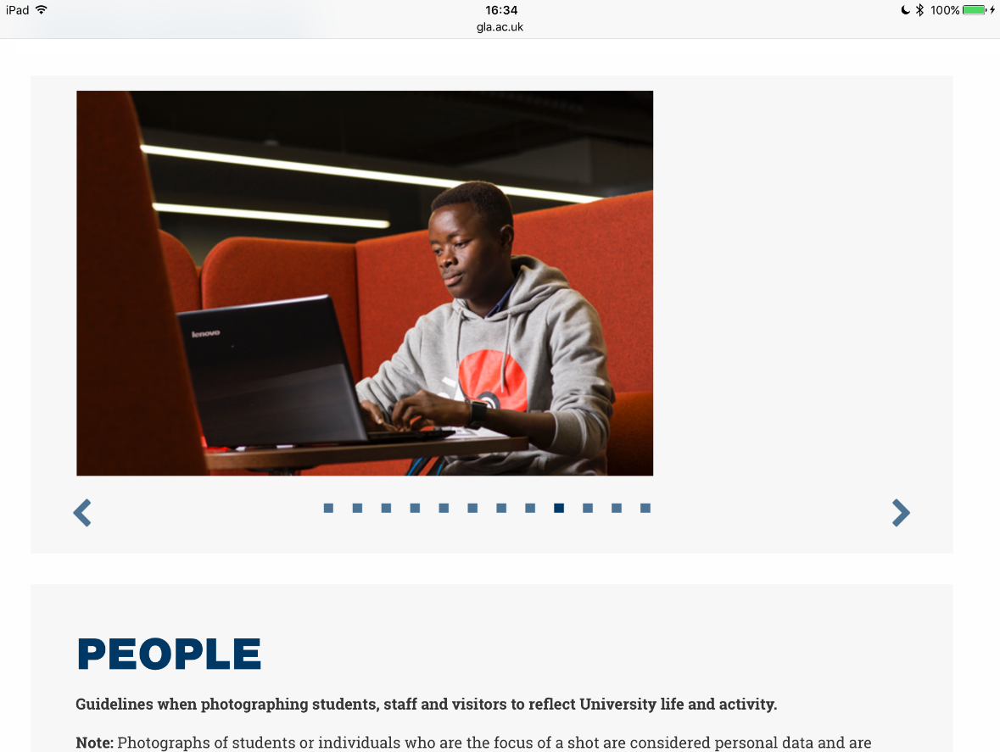 iPad 16:34 100%
gla.ac.uk
lenovo
PEOPLE
Guidelines when photographing students, staff and visitors to reflect University life and activity.
Note: Photographs of students or individuals who are the focus of a shot are considered personal data and are